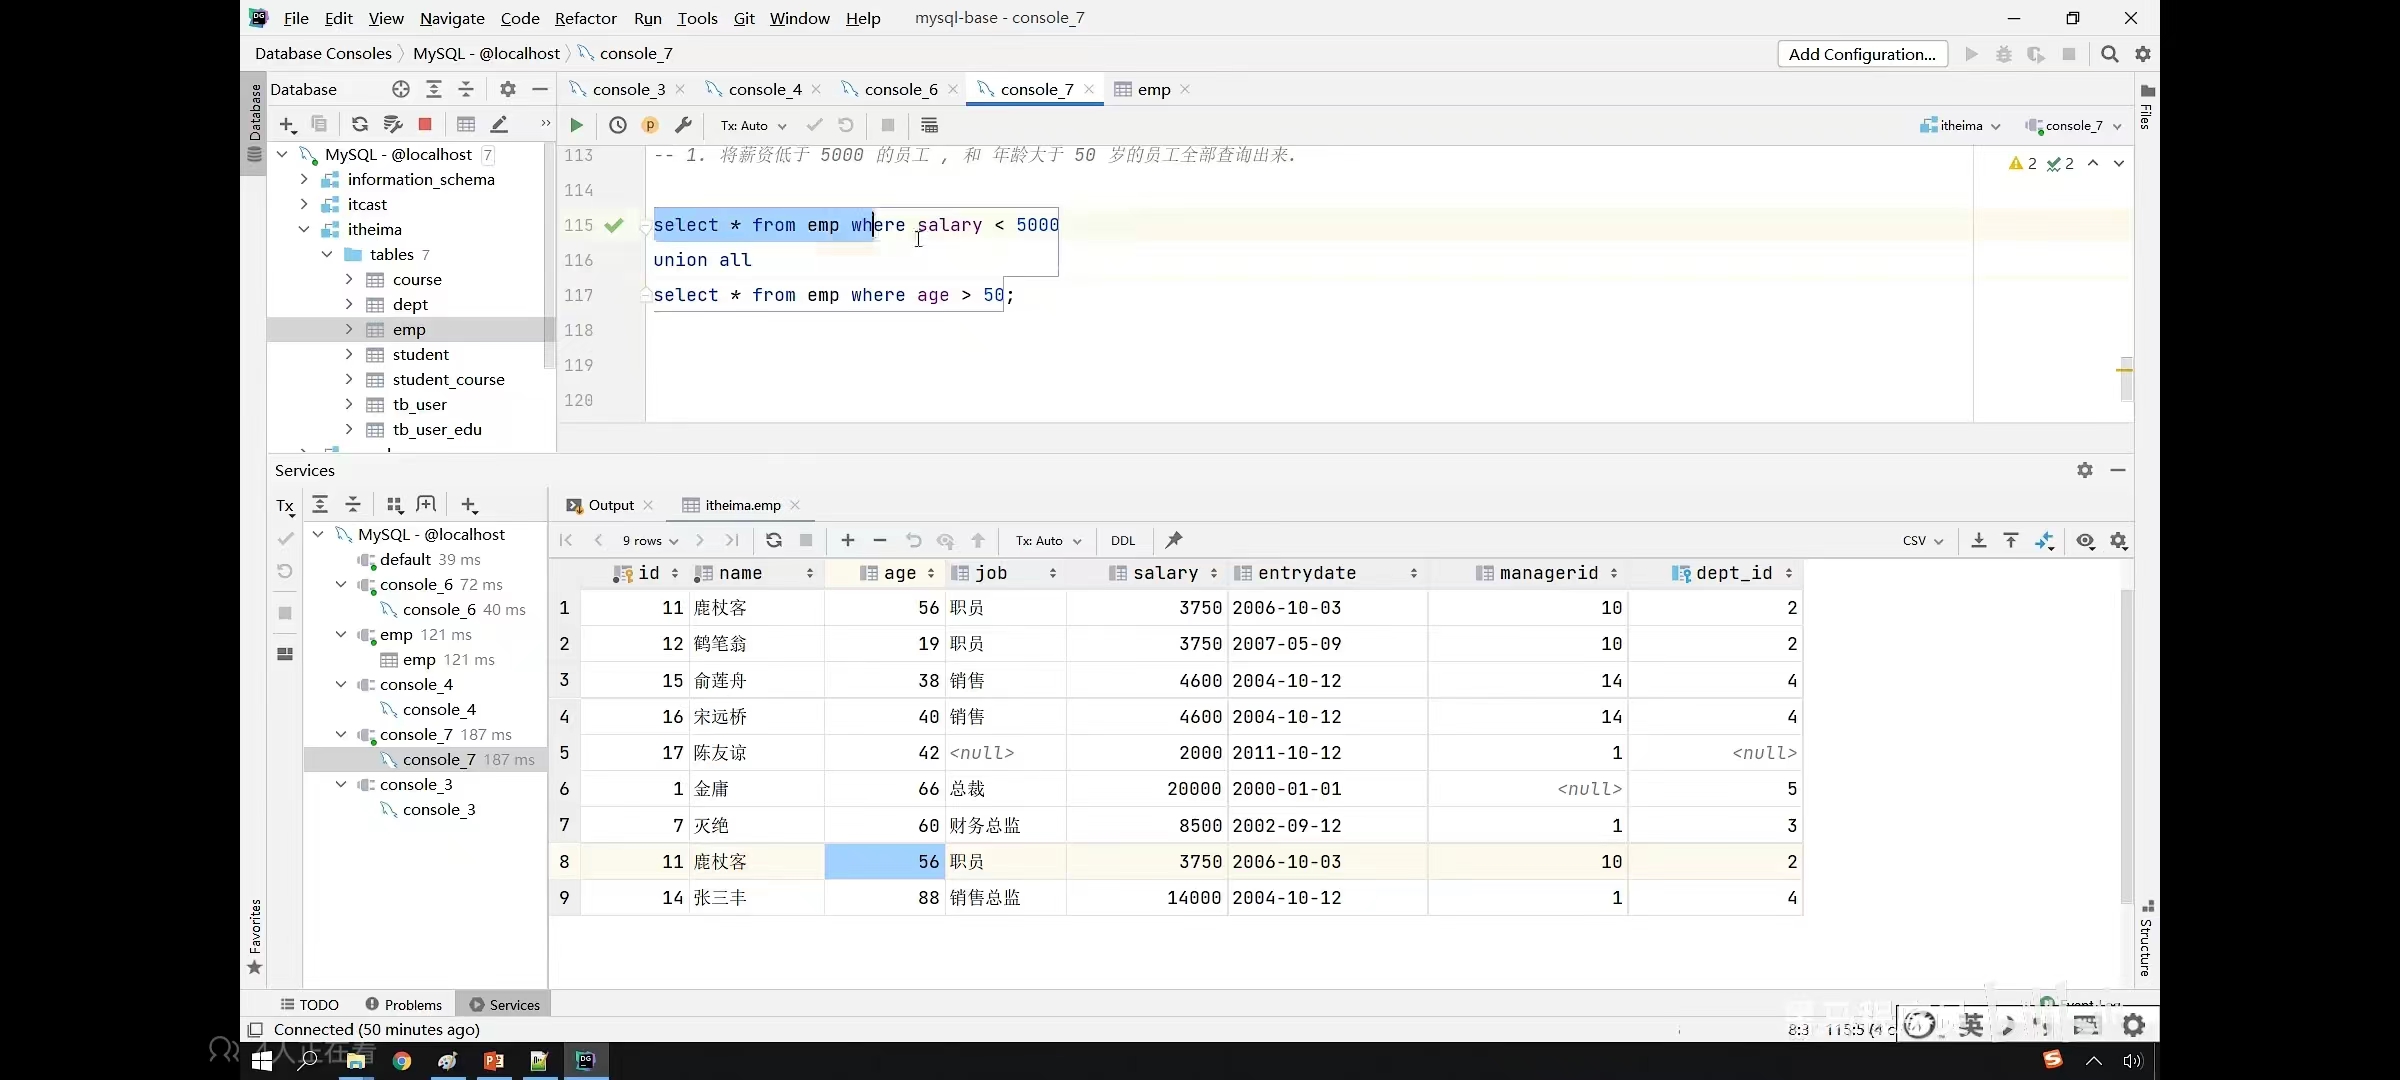 File Edit View Navigate Code Refactor Run Tools Git Window Help mysql-base - console_7
Database Consoles MySQL - @localhost console_7 Add Configuration...
Database console_3 console_4 console_6 console_7 emp
Tx: Auto itheima console_7
Database
Files
MySQL - @localhost 7
information_schema
itcast
itheima
tables 7
course
dept
emp
student
student_course
tb_user
tb_user_edu
113 -- 1. 将薪资低于 5000 的员工 , 和 年龄大于 50 岁的员工全部查询出来.
2 2
114
115 select * from emp where salary < 5000
116 union all
117 select * from emp where age > 50;
118
119
120
Services
Tx
MySQL - @localhost
default 39 ms
console_6 72 ms
console_6 40 ms
emp 121 ms
emp 121 ms
console_4
console_4
console_7 187 ms
console_7 187 ms
console_3
console_3
Output itheima.emp
9 rows Tx: Auto DDL CSV
id name age job salary entrydate managerid dept_id
1 11 鹿杖客 56 职员 3750 2006-10-03 10 2
2 12 鹤笔翁 19 职员 3750 2007-05-09 10 2
3 15 俞莲舟 38 销售 4600 2004-10-12 14 4
4 16 宋远桥 40 销售 4600 2004-10-12 14 4
5 17 陈友谅 42 <null> 2000 2011-10-12 1 <null>
6 1 金庸 66 总裁 20000 2000-01-01 <null> 5
7 7 灭绝 60 财务总监 8500 2002-09-12 1 3
8 11 鹿杖客 56 职员 3750 2006-10-03 10 2
9 14 张三丰 88 销售总监 14000 2004-10-12 1 4
Favorites
Structure
TODO Problems Services
Connected (50 minutes ago) 8:3 115:5 (4 c 英
4人正在看